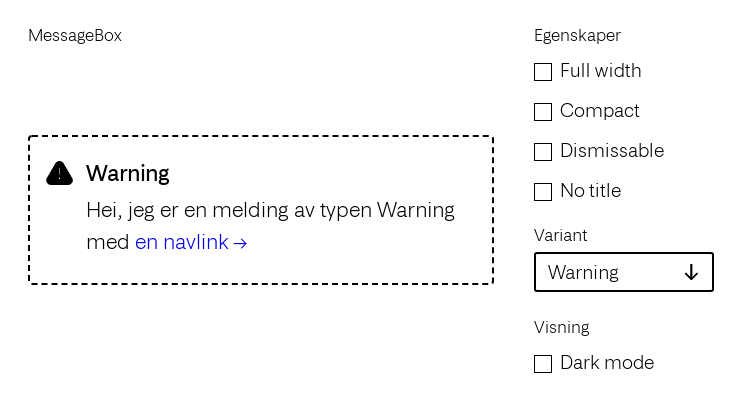 MessageBox
Warning
Hei, jeg er en melding av typen Warning
med en navlink →
Egenskaper
Full width
Compact
Dismissable
No title
Variant
Warning
Visning
Dark mode